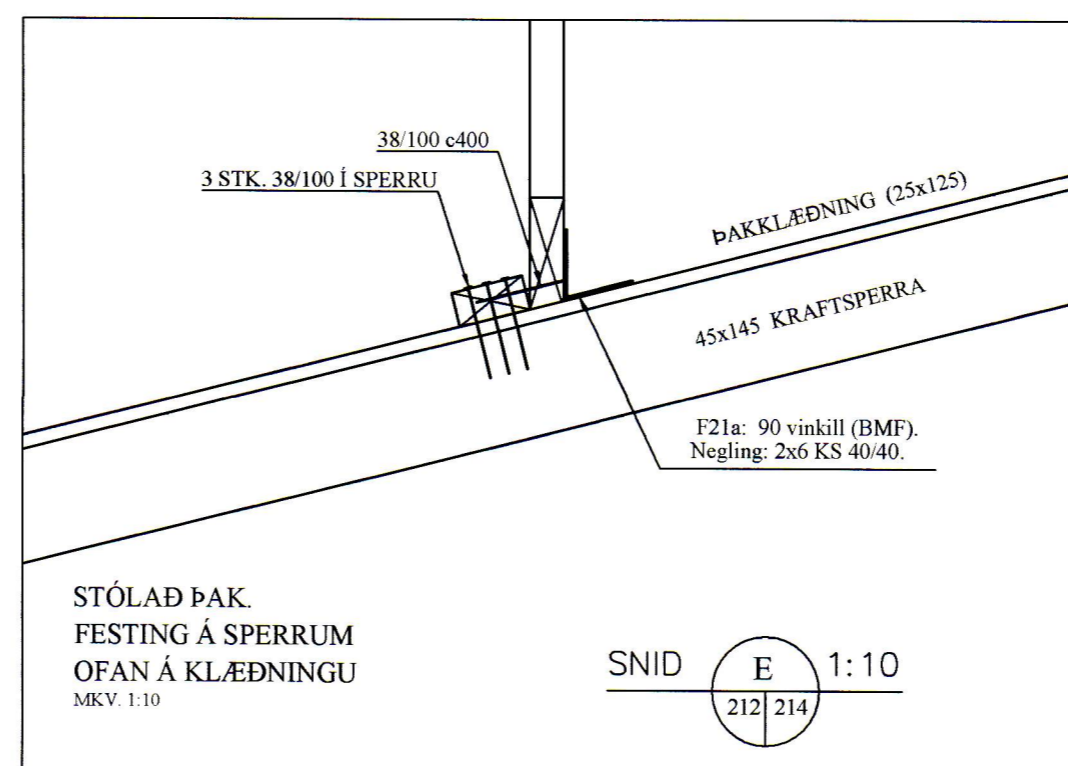 38/100 c400
3 STK. 38/100 Í SPERRU
ÞAKKLÆÐNING (25x125)
45x145 KRAFTSPERRA
F21a: 90 vinkill (BMF).
Negling: 2x6 KS 40/40.
STÓLAÐ ÞAK.
FESTING Á SPERRUM
OFAN Á KLÆÐNINGU
MKV. 1:10
SNID E 1:10
212 214